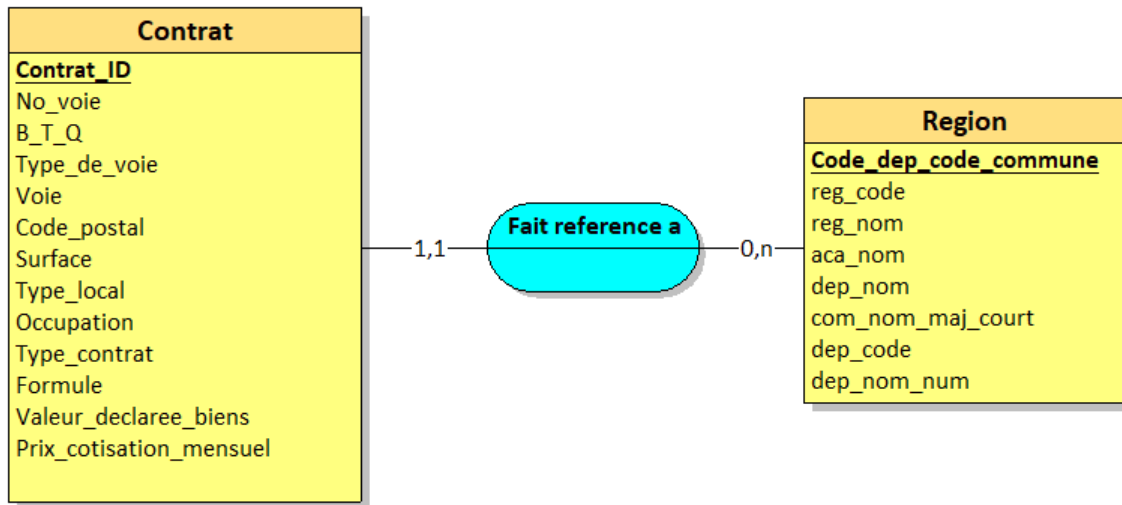 Contrat
Contrat_ID
No_voie
B_T_Q
Type_de_voie
Voie
Code_postal
Surface
Type_local
Occupation
Type_contrat
Formule
Valeur_declaree_biens
Prix_cotisation_mensuel
1,1
Fait reference a
0,n
Region
Code_dep_code_commune
reg_code
reg_nom
aca_nom
dep_nom
com_nom_maj_court
dep_code
dep_nom_num